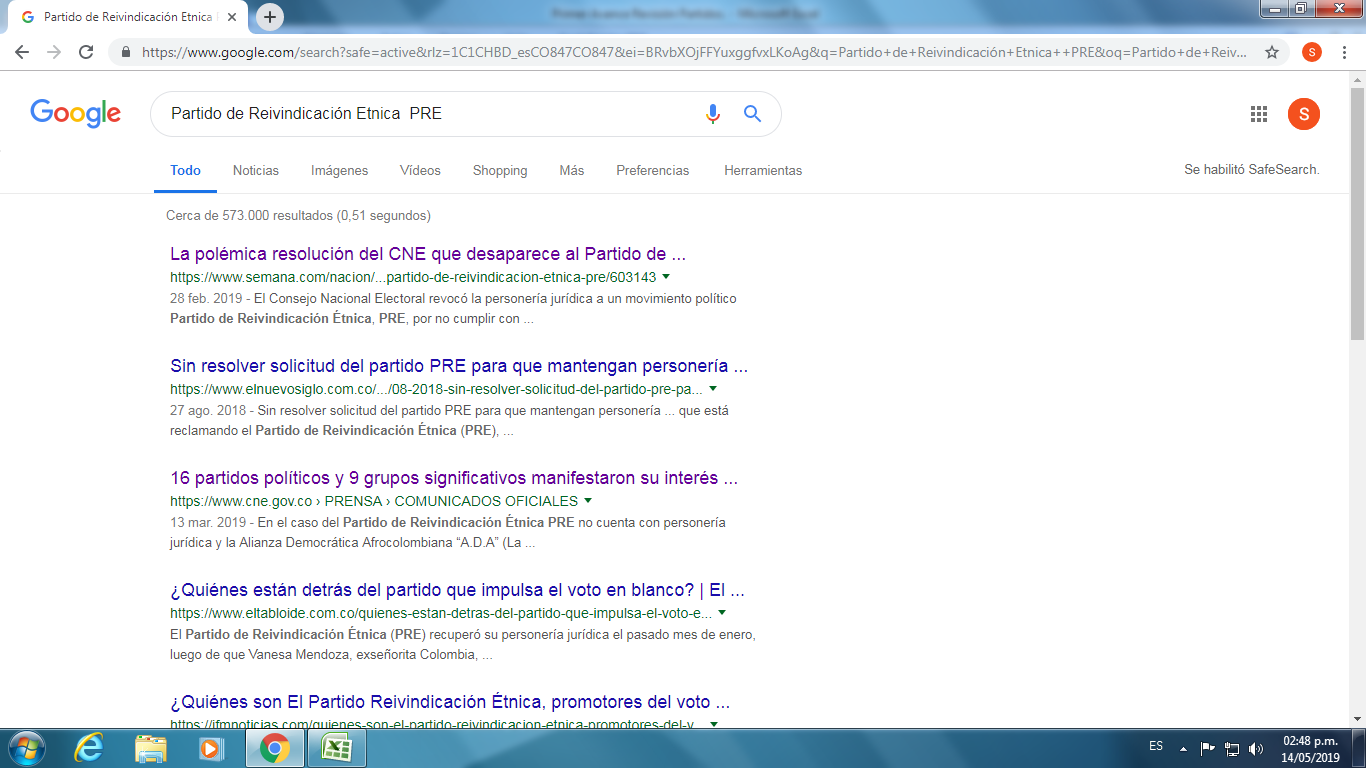 Partido de Reivindicación Etnica
https://www.google.com/search?safe=active&rlz=1C1CHBD_esCO847CO847&ei=BRvbXOjFFYuxggfvxLKoAg&q=Partido+de+Reivindicación+Etnica++PRE&oq=Partido+de+Reiv...
S
Google
Partido de Reivindicación Etnica  PRE
S
Todo Noticias Imágenes Vídeos Shopping Más Preferencias Herramientas
Se habilitó SafeSearch.
Cerca de 573.000 resultados (0,51 segundos)
La polémica resolución del CNE que desaparece al Partido de ...
https://www.semana.com/nacion/...partido-de-reivindicacion-etnica-pre/603143
28 feb. 2019 - El Consejo Nacional Electoral revocó la personería jurídica a un movimiento político
Partido de Reivindicación Étnica, PRE, por no cumplir con ...
Sin resolver solicitud del partido PRE para que mantengan personería ...
https://www.elnuevosiglo.com.co/.../08-2018-sin-resolver-solicitud-del-partido-pre-pa...
27 ago. 2018 - Sin resolver solicitud del partido PRE para que mantengan personería ... que está
reclamando el Partido de Reivindicación Étnica (PRE), ...
16 partidos políticos y 9 grupos significativos manifestaron su interés ...
https://www.cne.gov.co › PRENSA › COMUNICADOS OFICIALES
13 mar. 2019 - En el caso del Partido de Reivindicación Étnica PRE no cuenta con personería
jurídica y la Alianza Democrática Afrocolombiana “A.D.A” (La ...
¿Quiénes están detrás del partido que impulsa el voto en blanco? | El ...
https://www.eltabloide.com.co/quienes-estan-detras-del-partido-que-impulsa-el-voto-e...
El Partido de Reivindicación Étnica (PRE) recuperó su personería jurídica el pasado mes de enero,
luego de que Vanesa Mendoza, exseñorita Colombia, ...
¿Quiénes son El Partido Reivindicación Étnica, promotores del voto ...
https://ifmnoticias.com/quienes-son-el-partido-reivindicacion-etnica-promotores-del-v...
ES
02:48 p.m.
14/05/2019